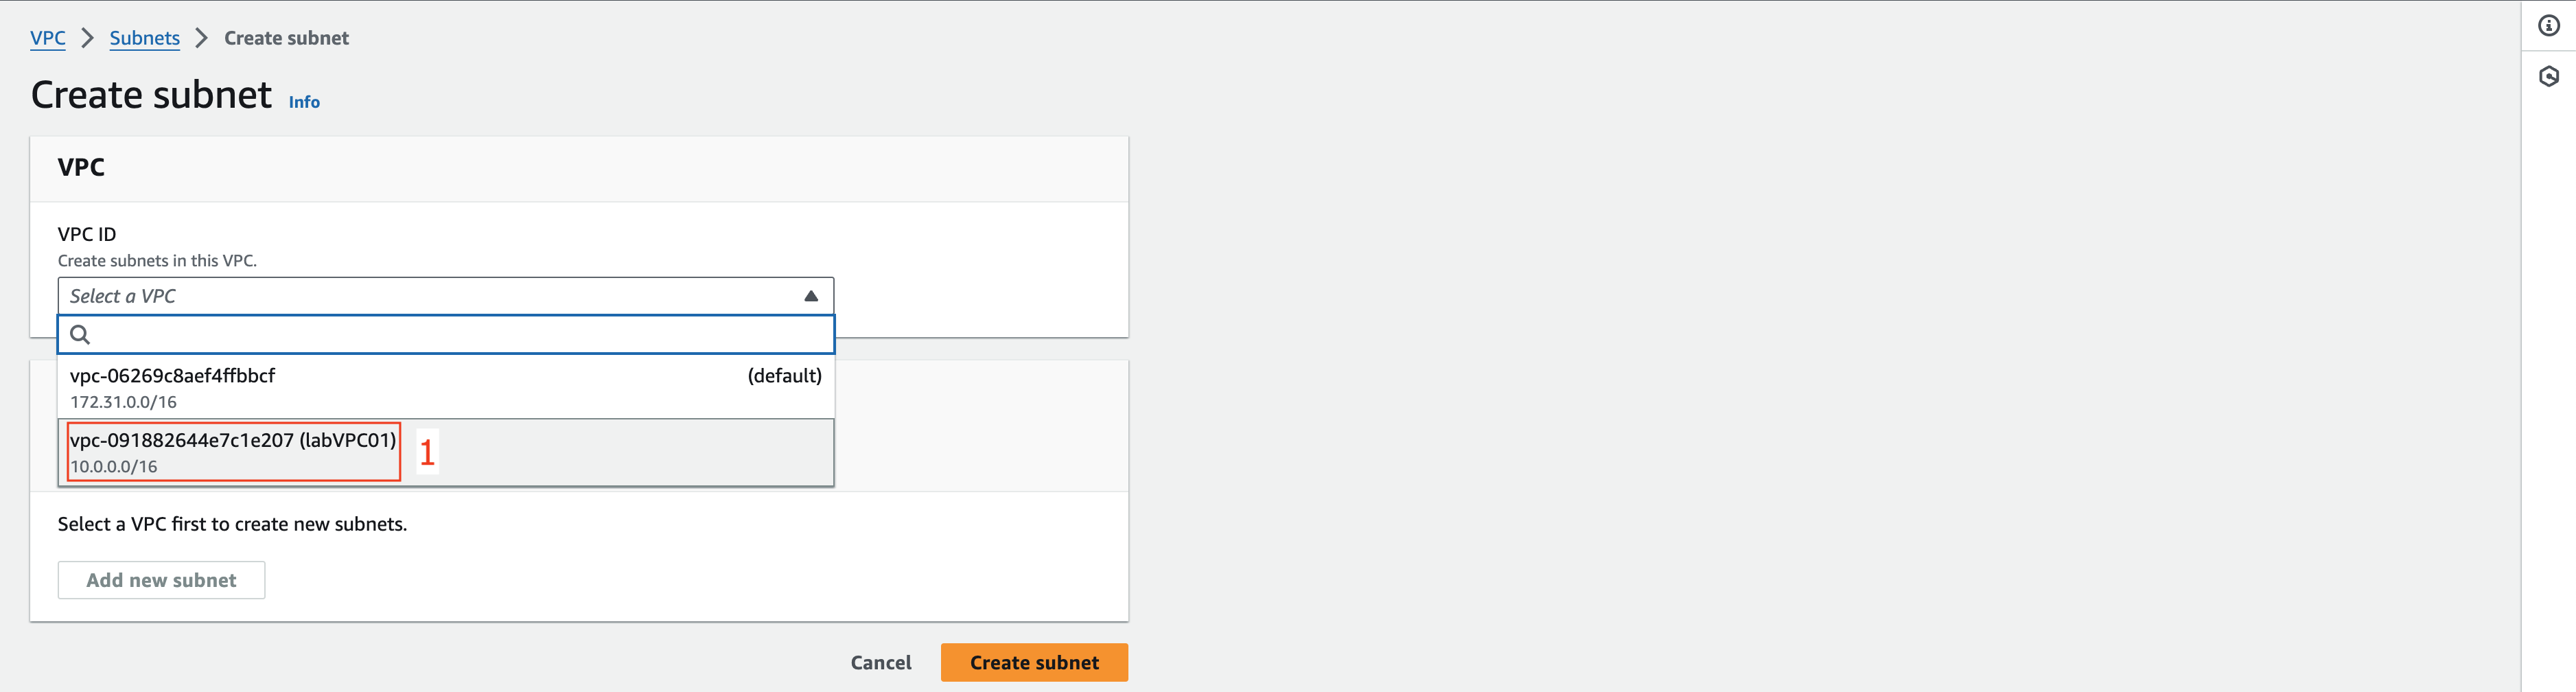 VPC > Subnets > Create subnet
Create subnet Info
VPC
VPC ID
Create subnets in this VPC.
Select a VPC
vpc-06269c8aef4ffbbcf (default)
172.31.0.0/16
vpc-091882644e7c1e207 (labVPC01) 1
10.0.0.0/16
Select a VPC first to create new subnets.
Add new subnet
Cancel Create subnet